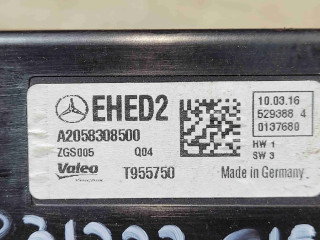 EHED2
A2058308500
ZGS005 Q04
Valeo T955750
10.03.16
529388 4
0137680
HW 1
SW 3
Made in Germany